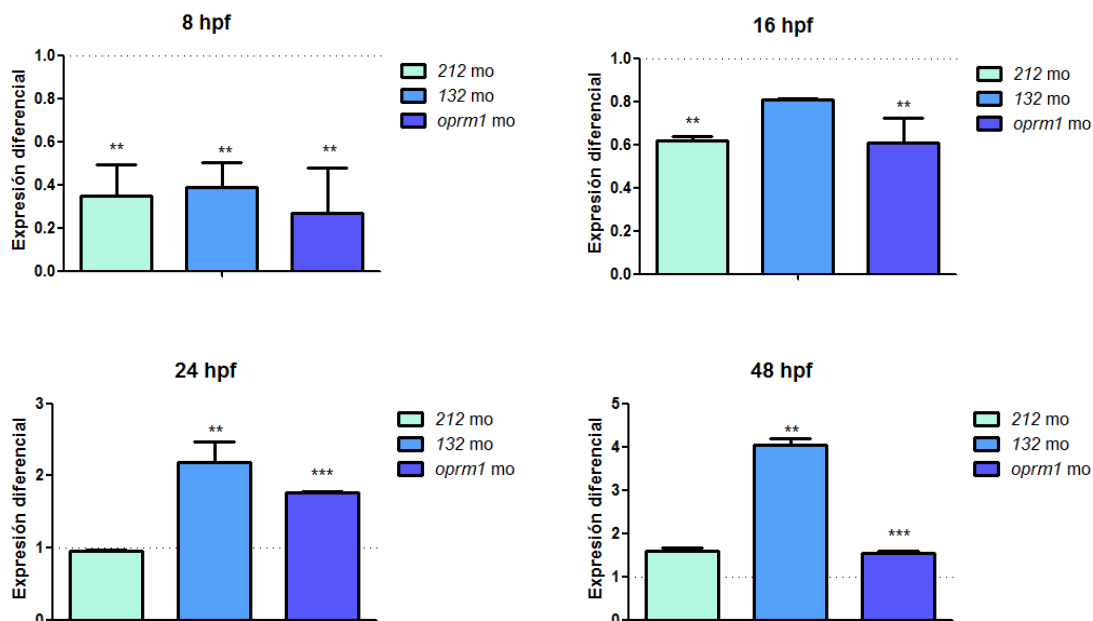 8 hpf
Expresión diferencial
1.0
0.8
0.6
0.4
0.2
0.0
**
**
**
212 mo
132 mo
oprm1 mo
16 hpf
Expresión diferencial
1.0
0.8
0.6
0.4
0.2
0.0
**
**
212 mo
132 mo
oprm1 mo
24 hpf
Expresión diferencial
3
2
1
0
**
***
212 mo
132 mo
oprm1 mo
48 hpf
Expresión diferencial
5
4
3
2
1
0
**
***
212 mo
132 mo
oprm1 mo